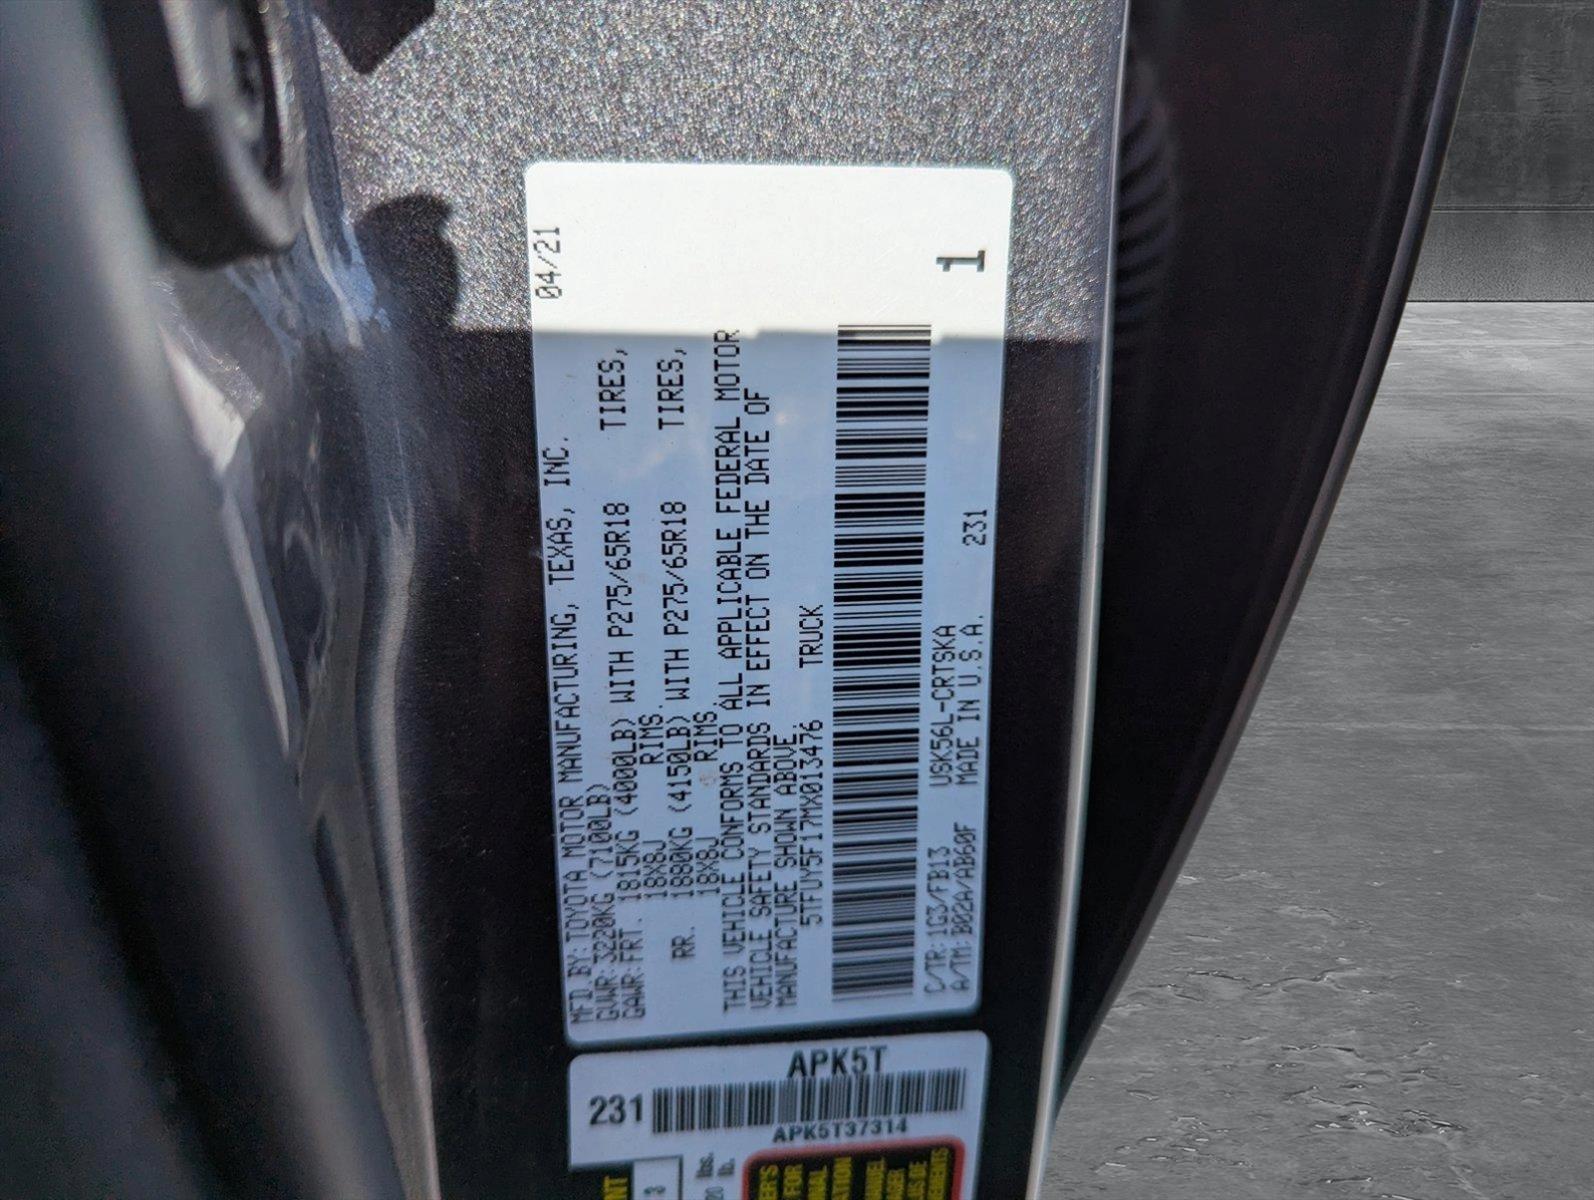 MFD.BY:TOYOTA MOTOR MANUFACTURING, TEXAS, INC. 04/21
GVWR:3220KG (7100LB)
GAWR:FRT. 1815KG (4000LB) WITH P275/65R18 TIRES,
18X8J RIMS.
RR. 1880KG (4150LB) WITH P275/65R18 TIRES,
18X8J RIMS.
THIS VEHICLE CONFORMS TO ALL APPLICABLE FEDERAL MOTOR
VEHICLE SAFETY STANDARDS IN EFFECT ON THE DATE OF
MANUFACTURE SHOWN ABOVE.
5TFUY5F17MX013476 TRUCK
C/TR:1G3/FB13 USK56L-CRTSKA
A/TM:B02A/AB60F MADE IN U.S.A. 231
1
APK5T
231
APK5T37314
lbs.
lb.
FOR